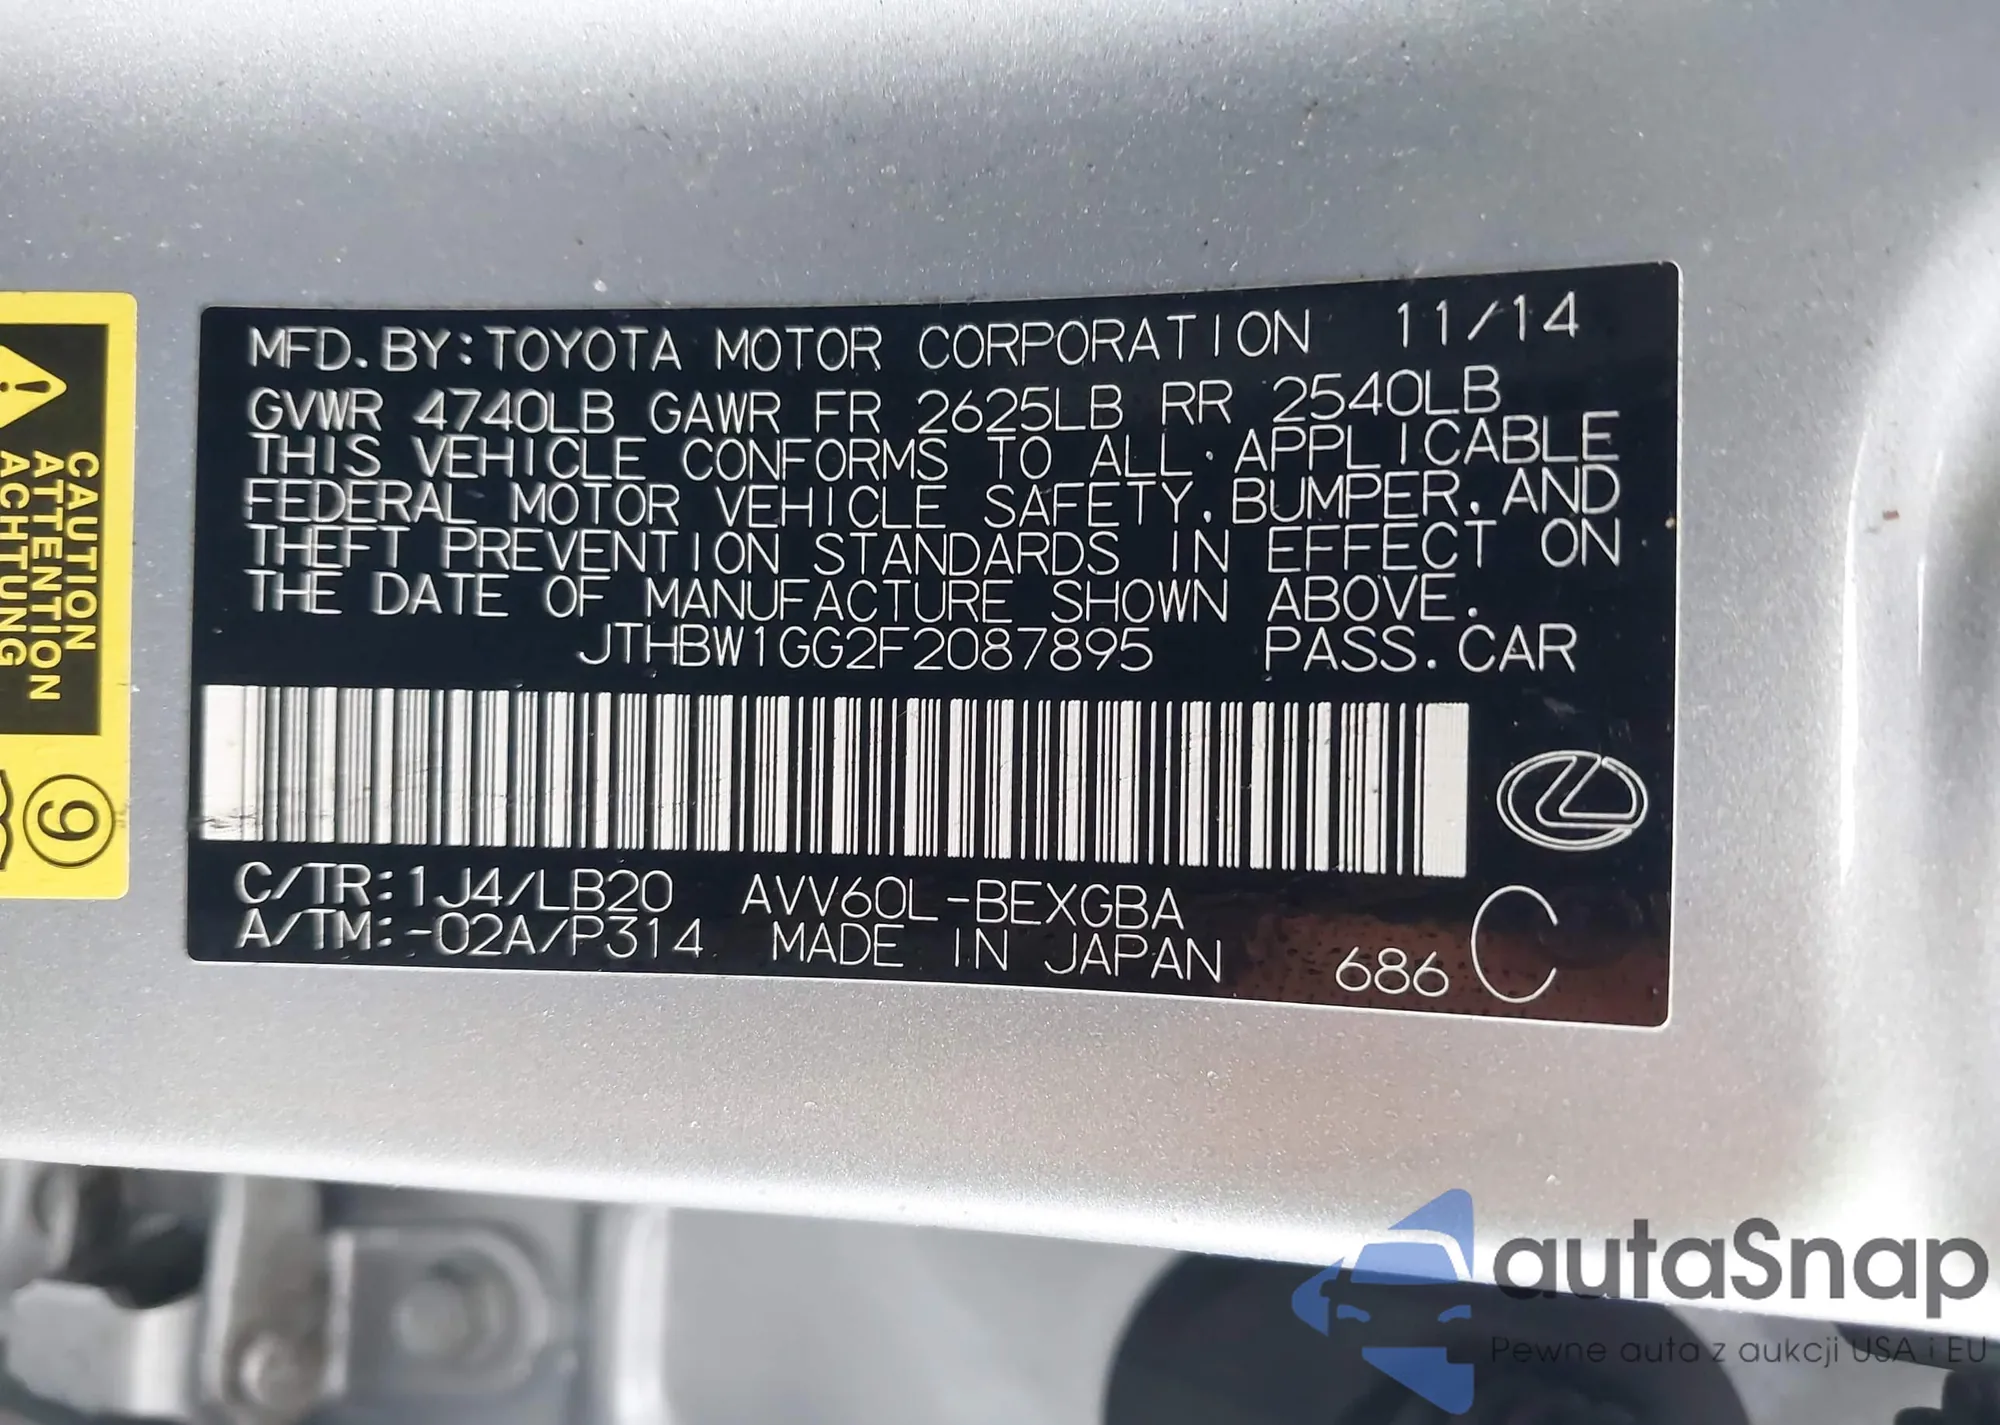 MFD. BY: TOYOTA MOTOR CORPORATION 11/14
GVWR 4740LB GAWR FR 2625LB RR 2540LB
THIS VEHICLE CONFORMS TO ALL APPLICABLE
FEDERAL MOTOR VEHICLE SAFETY, BUMPER, AND
THEFT PREVENTION STANDARDS IN EFFECT ON
THE DATE OF MANUFACTURE SHOWN ABOVE.
JTHBW1GG2F2087895 PASS. CAR
C/TR: 1J4/LB20 AVV60L-BEXGBA
A/TM: -02A/P314 MADE IN JAPAN 686 C
CAUTION
ATTENTION
ACHTUNG
9
autaSnap
Pewne auta z aukcji USA i EU